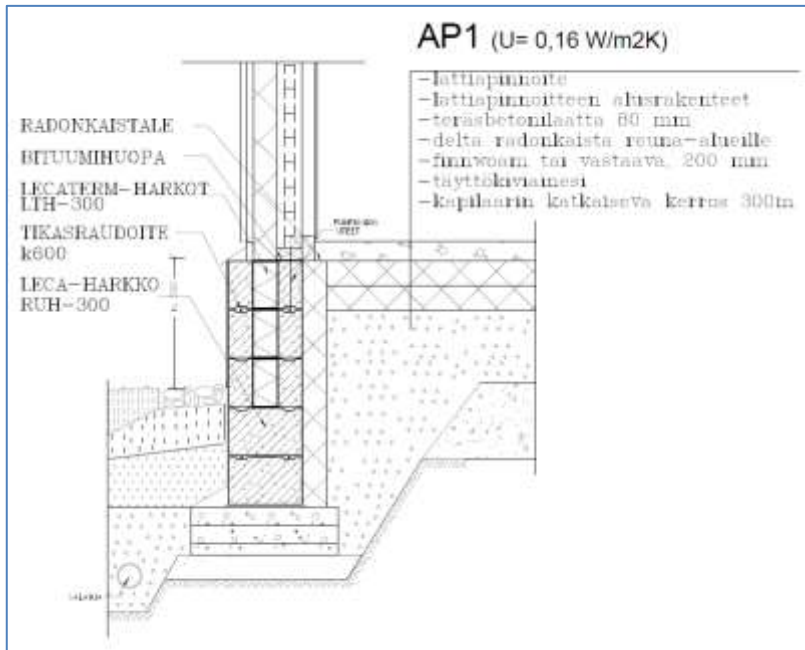 AP1 (U= 0,16 W/m2K)
-lattiapinnoite
-lattiapinnoitteen alusrakenteet
-teräsbetonilaatta 80 mm
-delta radonkaista reuna-alueille
-finnwoam tai vastaava, 200 mm
-täyttökiviainesi
-kapilaarin katkaiseva kerros 300m
RADONKAISTALE
BITUUMIHUOPA
LECATERM-HARKOT
LTH-300
TIKASRAUDOITE
k600
LECA-HARKKO
RUH-300